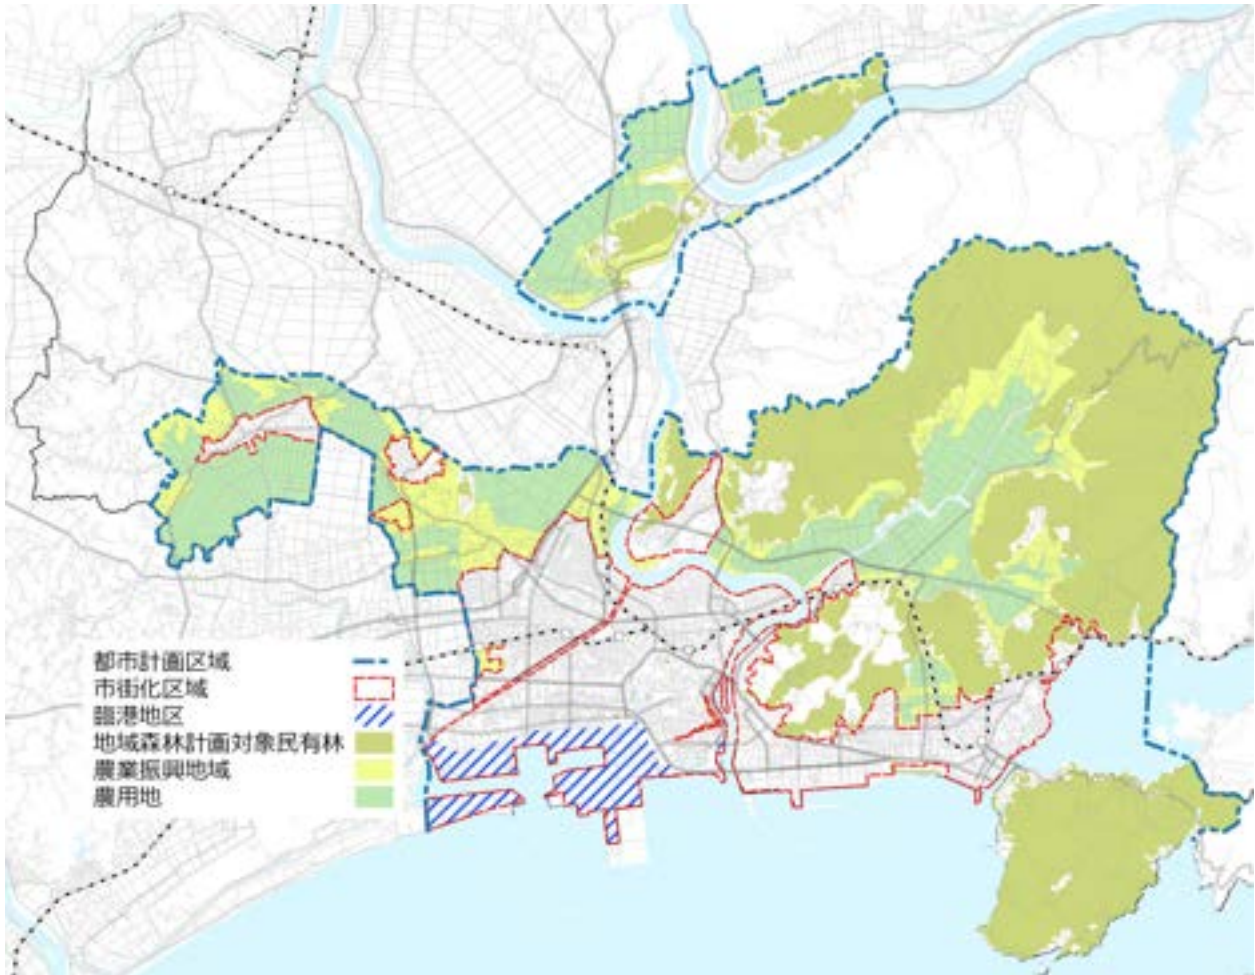 都市計画区域
市街化区域
臨港地区
地域森林計画対象民有林
農業振興地域
農用地